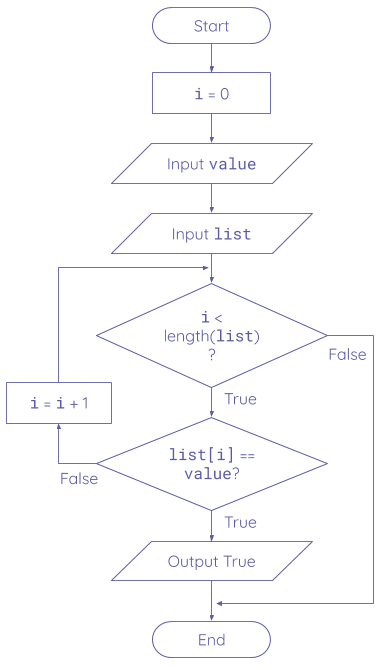 Start
i = 0
Input value
Input list
i <
length(list)
?
False
True
i = i + 1
list[i] ==
value?
False
True
Output True
End